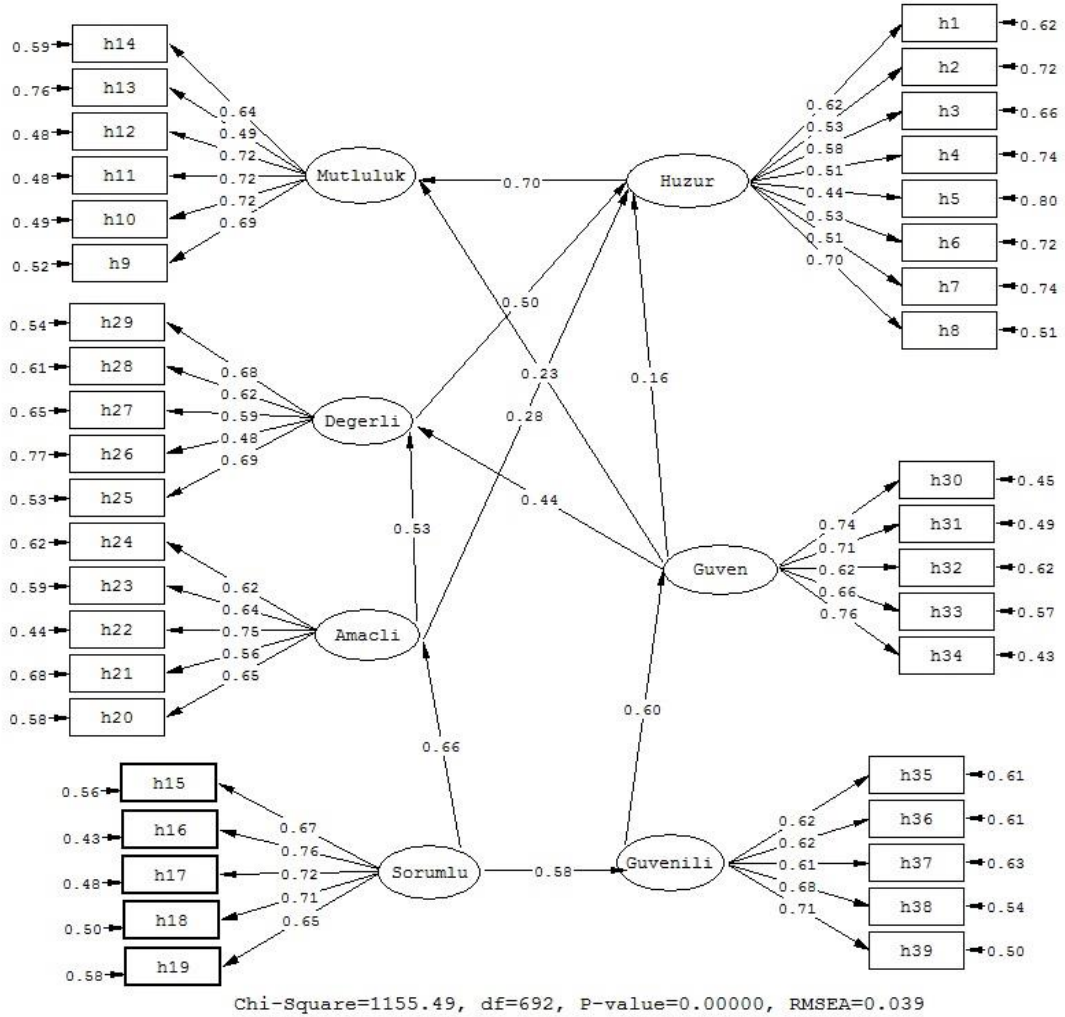 0.59 h14
0.76 h13
0.48 h12
0.48 h11
0.49 h10
0.52 h9
0.64
0.49
0.72
0.72
0.72
0.69
Mutluluk
0.70
Huzur
0.62
0.53
0.58
0.51
0.44
0.53
0.51
0.70
h1 0.62
h2 0.72
h3 0.66
h4 0.74
h5 0.80
h6 0.72
h7 0.74
h8 0.51
0.54 h29
0.61 h28
0.65 h27
0.77 h26
0.53 h25
0.68
0.62
0.59
0.48
0.69
Degerli
0.50
0.23
0.28
0.16
0.44
0.53
0.62 h24
0.59 h23
0.44 h22
0.68 h21
0.58 h20
0.62
0.64
0.75
0.56
0.65
Amacli
Guven
0.74
0.71
0.62
0.66
0.76
h30 0.45
h31 0.49
h32 0.62
h33 0.57
h34 0.43
0.66
0.60
0.56 h15
0.43 h16
0.48 h17
0.50 h18
0.58 h19
0.67
0.76
0.72
0.71
0.65
Sorumlu
0.58
Guvenili
0.62
0.62
0.61
0.68
0.71
h35 0.61
h36 0.61
h37 0.63
h38 0.54
h39 0.50
Chi-Square=1155.49, df=692, P-value=0.00000, RMSEA=0.039